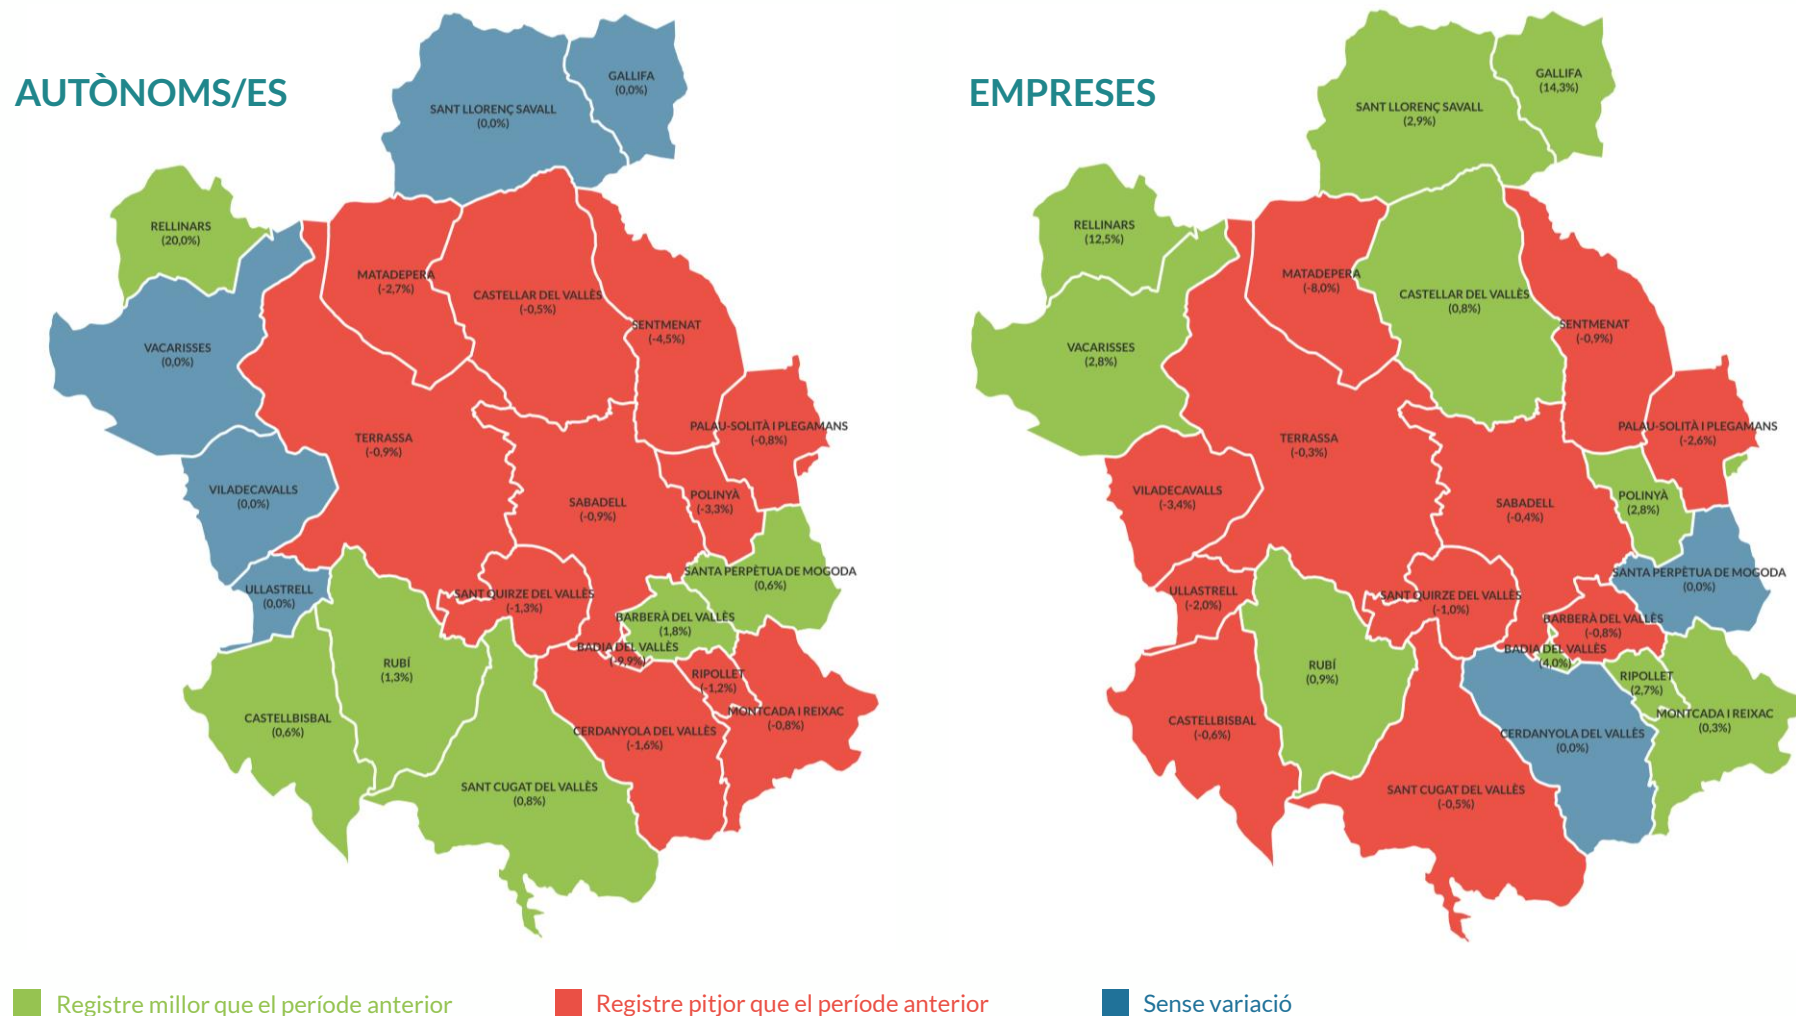 AUTÒNOMS/ES
GALLIFA
(0,0%)
SANT LLORENÇ SAVALL
(0,0%)
RELLINARS
(20,0%)
MATADEPERA
(-2,7%)
CASTELLAR DEL VALLÈS
(-0,5%)
SENTMENAT
(-4,5%)
VACARISSES
(0,0%)
PALAU-SOLITÀ I PLEGAMANS
(-0,8%)
TERRASSA
(-0,9%)
VILADECAVALLS
(0,0%)
SABADELL
(-0,9%)
POLINYÀ
(-3,3%)
SANTA PERPÈTUA DE MOGODA
(0,6%)
ULLASTRELL
(0,0%)
SANT QUIRZE DEL VALLÈS
(-1,3%)
BARBERÀ DEL VALLÈS
(1,8%)
BADIA DEL VALLÈS
(-9,9%)
RUBÍ
(1,3%)
RIPOLLET
(-1,2%)
CASTELLBISBAL
(0,6%)
MONTCADA I REIXAC
(-0,8%)
CERDANYOLA DEL VALLÈS
(-1,6%)
SANT CUGAT DEL VALLÈS
(0,8%)
EMPRESES
GALLIFA
(14,3%)
SANT LLORENÇ SAVALL
(2,9%)
RELLINARS
(12,5%)
MATADEPERA
(-8,0%)
CASTELLAR DEL VALLÈS
(0,8%)
SENTMENAT
(-0,9%)
VACARISSES
(2,8%)
PALAU-SOLITÀ I PLEGAMANS
(-2,6%)
TERRASSA
(-0,3%)
VILADECAVALLS
(-3,4%)
SABADELL
(-0,4%)
POLINYÀ
(2,8%)
SANTA PERPÈTUA DE MOGODA
(0,0%)
ULLASTRELL
(-2,0%)
SANT QUIRZE DEL VALLÈS
(-1,0%)
BARBERÀ DEL VALLÈS
(-0,8%)
BADIA DEL VALLÈS
(4,0%)
RUBÍ
(0,9%)
RIPOLLET
(2,7%)
CASTELLBISBAL
(-0,6%)
MONTCADA I REIXAC
(0,3%)
CERDANYOLA DEL VALLÈS
(0,0%)
SANT CUGAT DEL VALLÈS
(-0,5%)
Registre millor que el període anterior
Registre pitjor que el període anterior
Sense variació